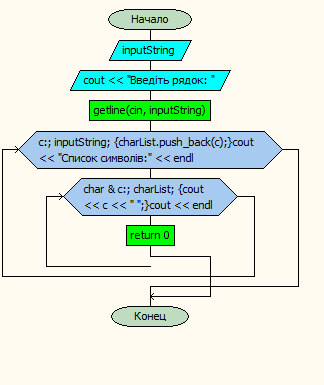 Начало
inputString
cout << "Введіть рядок: "
getline(cin, inputString)
c:; inputString; {charList.push_back(c);}cout
<< "Список символів:" << endl
char & c:; charList; {cout
<< c << " ";}cout << endl
return 0
Конец